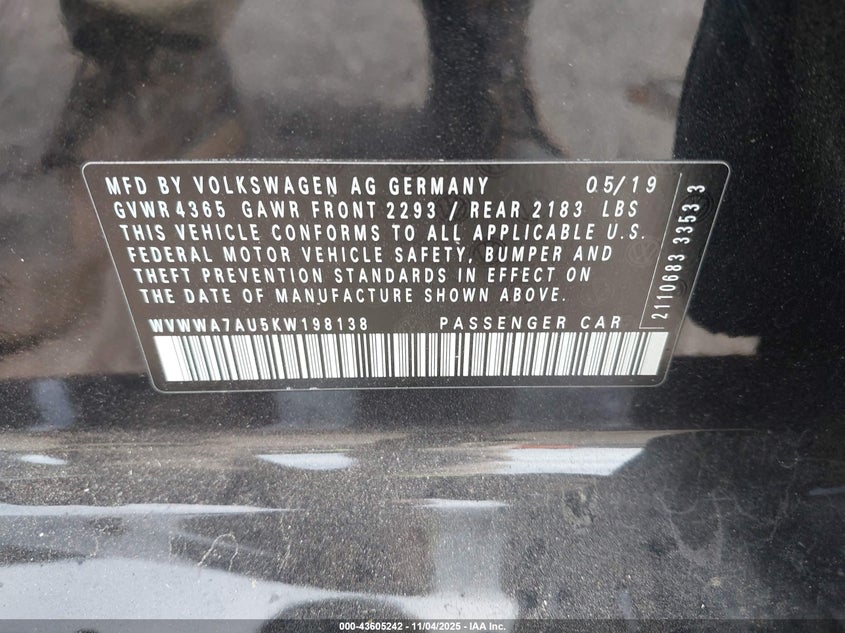 MFD BY VOLKSWAGEN AG GERMANY 05/19
GVWR 4365 GAWR FRONT 2293 / REAR 2183 LBS
THIS VEHICLE CONFORMS TO ALL APPLICABLE U.S.
FEDERAL MOTOR VEHICLE SAFETY, BUMPER AND
THEFT PREVENTION STANDARDS IN EFFECT ON
THE DATE OF MANUFACTURE SHOWN ABOVE.
WVWWA7AU5KW198138 PASSENGER CAR
2110683 33533
000-43605242 - 11/04/2025 - IAA Inc.